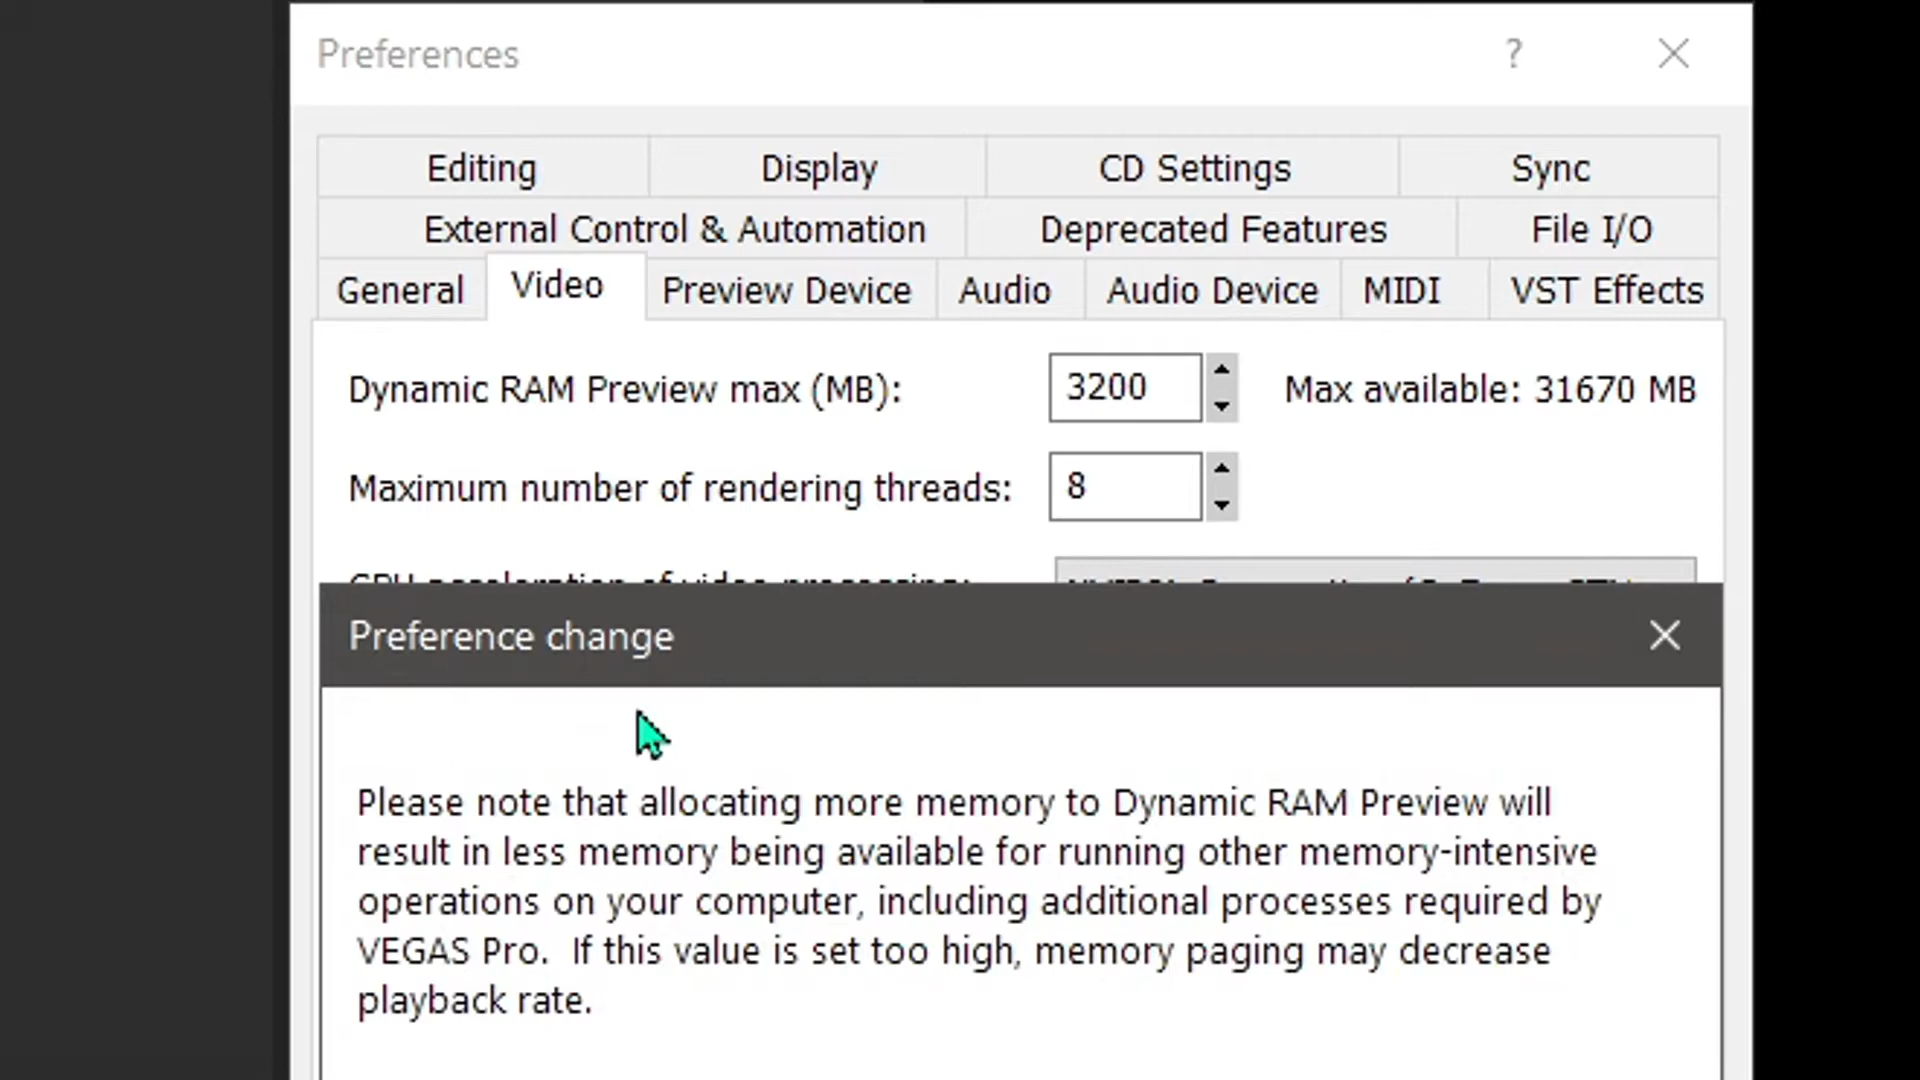 Preferences
?
Editing Display CD Settings Sync
External Control & Automation Deprecated Features File I/O
General Video Preview Device Audio Audio Device MIDI VST Effects
Dynamic RAM Preview max (MB): 3200 Max available: 31670 MB
Maximum number of rendering threads: 8
Preference change
Please note that allocating more memory to Dynamic RAM Preview will
result in less memory being available for running other memory-intensive
operations on your computer, including additional processes required by
VEGAS Pro.  If this value is set too high, memory paging may decrease
playback rate.